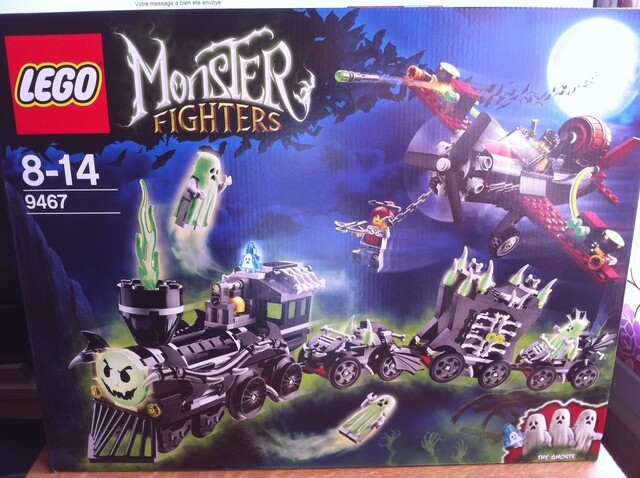 Votre message à bien été envoyé
LEGO
MONSTER
FIGHTERS
8-14
9467
THE GHOSTS